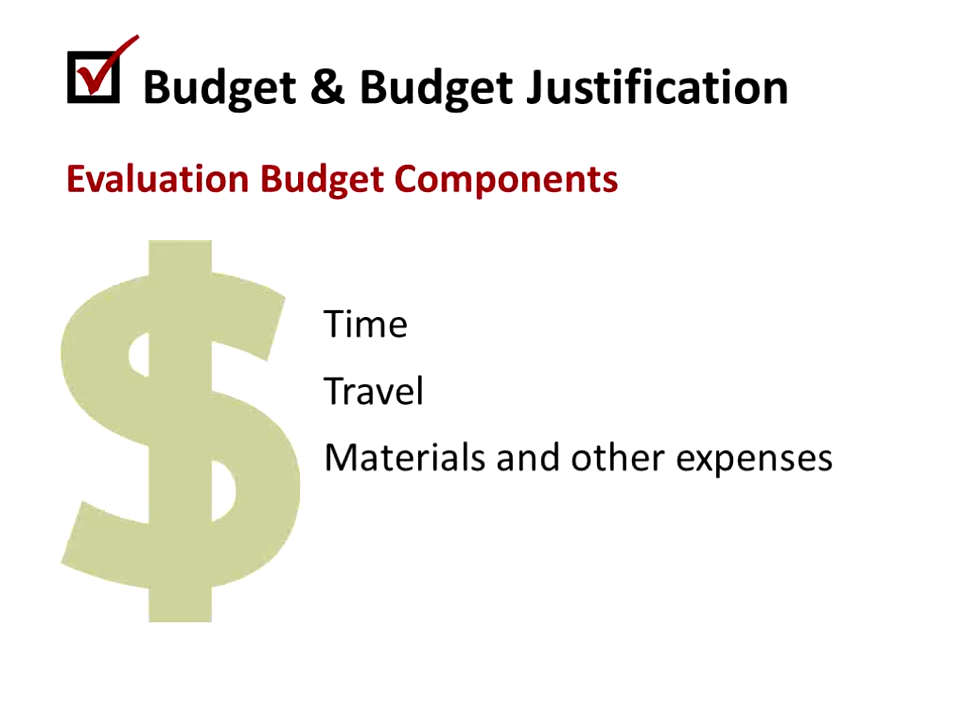 Budget & Budget Justification
Evaluation Budget Components
$
Time
Travel
Materials and other expenses